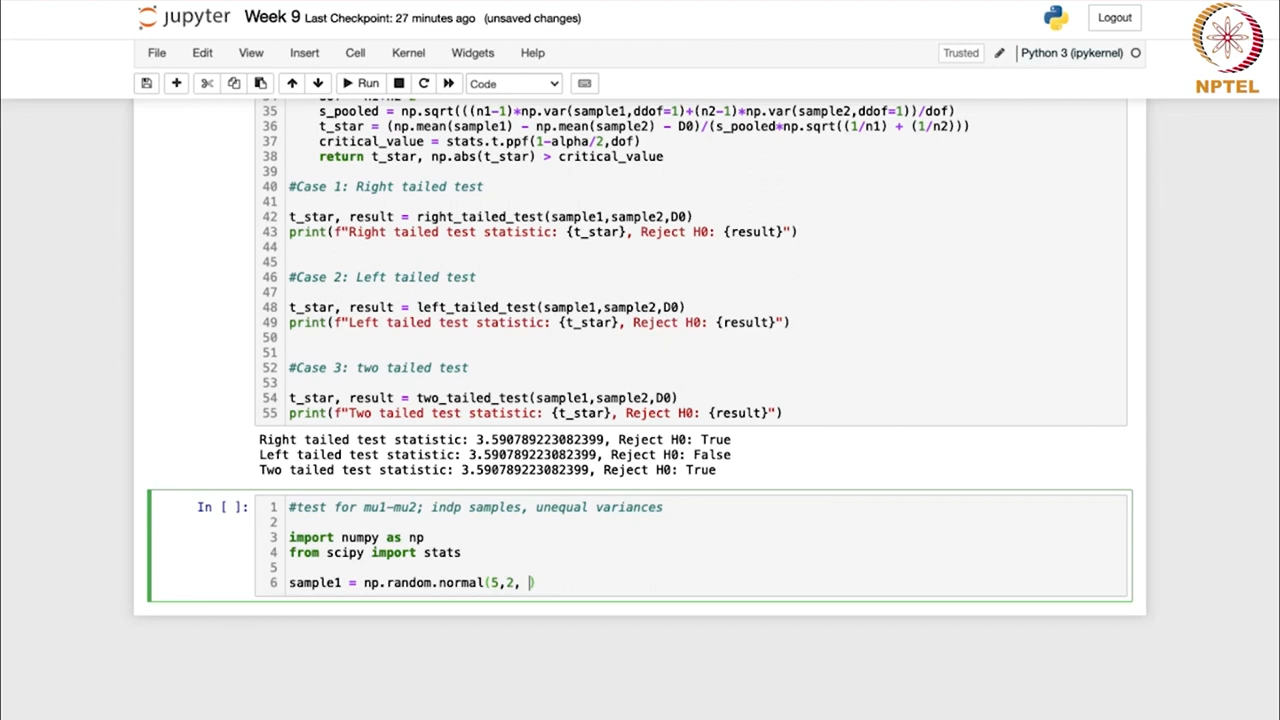 jupyter Week 9 Last Checkpoint: 27 minutes ago (unsaved changes) Logout
File Edit View Insert Cell Kernel Widgets Help Trusted Python 3 (ipykernel)
NPTEL
Run Code
35 s_pooled = np.sqrt(((n1-1)*np.var(sample1,ddof=1)+(n2-1)*np.var(sample2,ddof=1))/dof)
36 t_star = (np.mean(sample1) - np.mean(sample2) - D0)/(s_pooled*np.sqrt((1/n1) + (1/n2)))
37 critical_value = stats.t.ppf(1-alpha/2,dof)
38 return t_star, np.abs(t_star) > critical_value
39
40 #Case 1: Right tailed test
41
42 t_star, result = right_tailed_test(sample1,sample2,D0)
43 print(f"Right tailed test statistic: {t_star}, Reject H0: {result}")
44
45
46 #Case 2: Left tailed test
47
48 t_star, result = left_tailed_test(sample1,sample2,D0)
49 print(f"Left tailed test statistic: {t_star}, Reject H0: {result}")
50
51
52 #Case 3: two tailed test
53
54 t_star, result = two_tailed_test(sample1,sample2,D0)
55 print(f"Two tailed test statistic: {t_star}, Reject H0: {result}")
Right tailed test statistic: 3.590789223082399, Reject H0: True
Left tailed test statistic: 3.590789223082399, Reject H0: False
Two tailed test statistic: 3.590789223082399, Reject H0: True
In [ ]: 1 #test for mu1-mu2; indp samples, unequal variances
2
3 import numpy as np
4 from scipy import stats
5
6 sample1 = np.random.normal(5,2, )